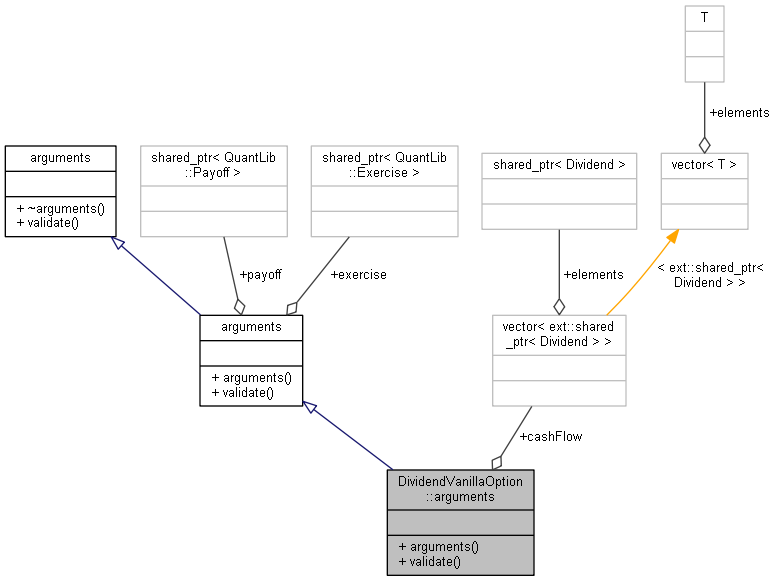 T
+elements
arguments
+ ~arguments()
+ validate()
shared_ptr< QuantLib
::Payoff >
shared_ptr< QuantLib
::Exercise >
shared_ptr< Dividend >
vector< T >
+payoff
+exercise
+elements
< ext::shared_ptr<
Dividend > >
arguments
+ arguments()
+ validate()
vector< ext::shared
_ptr< Dividend > >
+cashFlow
DividendVanillaOption
::arguments
+ arguments()
+ validate()